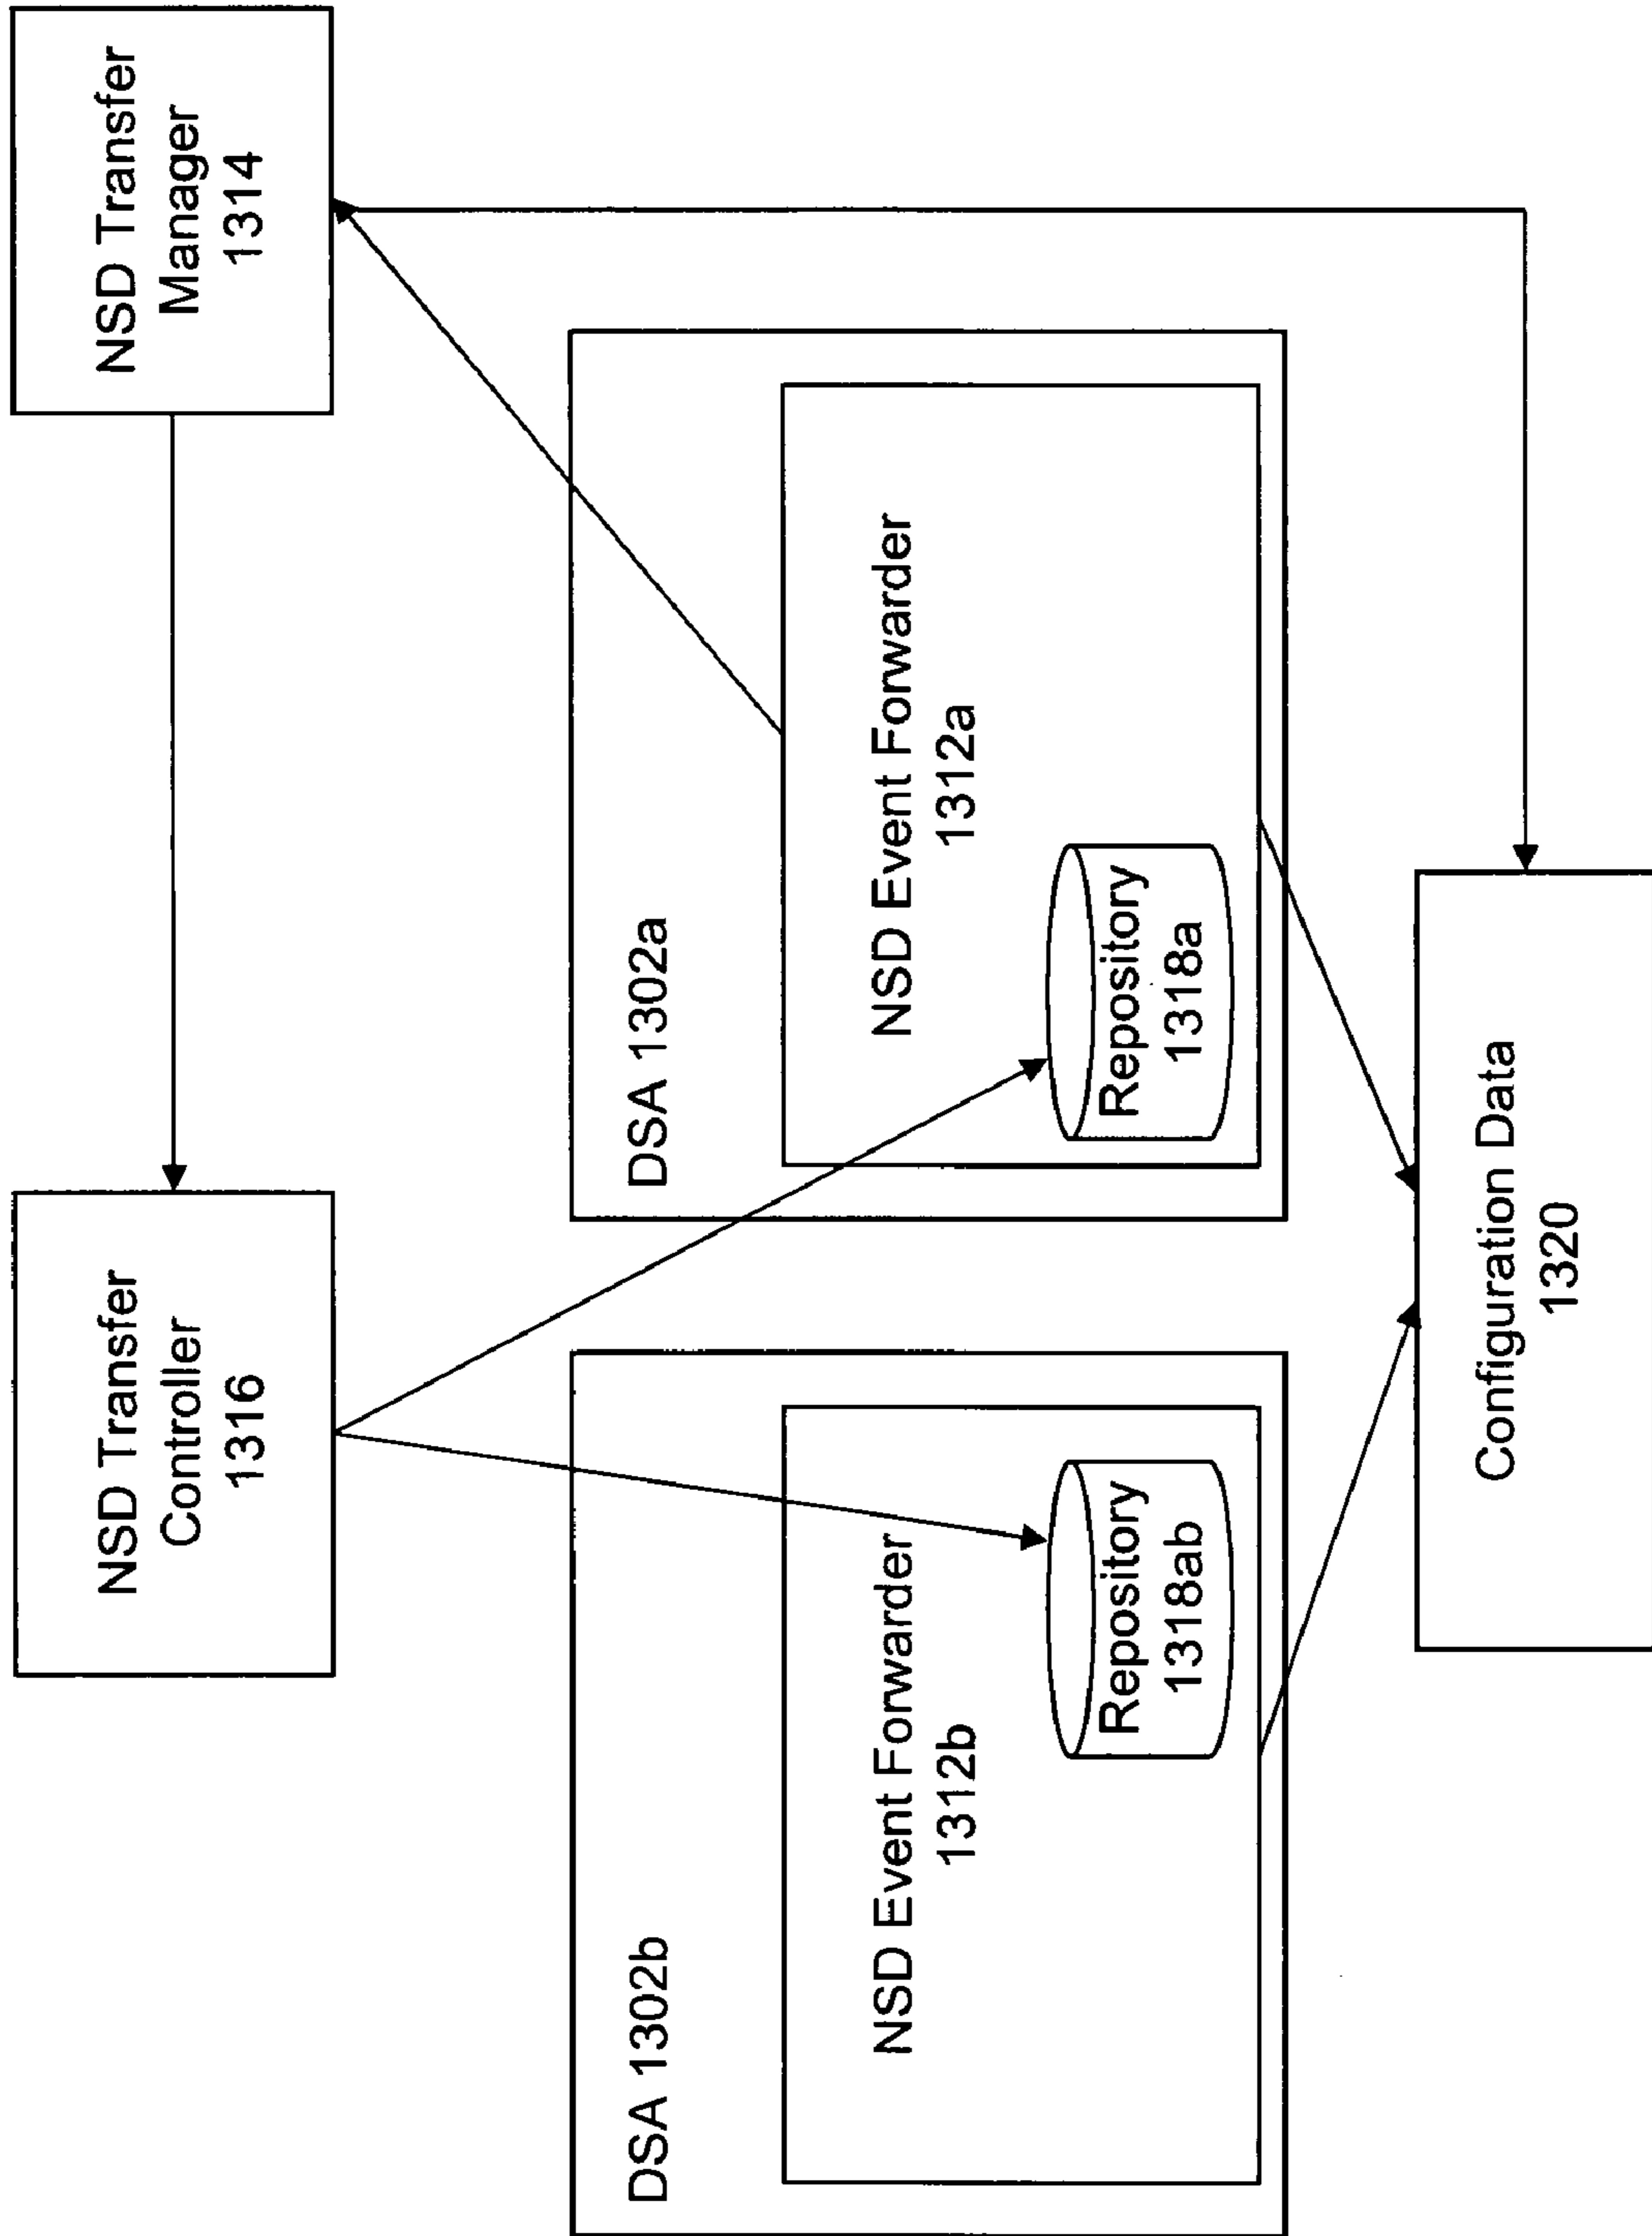 NSD Transfer
Controller
1316
NSD Transfer
Manager
1314
DSA 1302b
NSD Event Forwarder
1312b
Repository
1318ab
DSA 1302a
NSD Event Forwarder
1312a
Repository
1318a
Configuration Data
1320